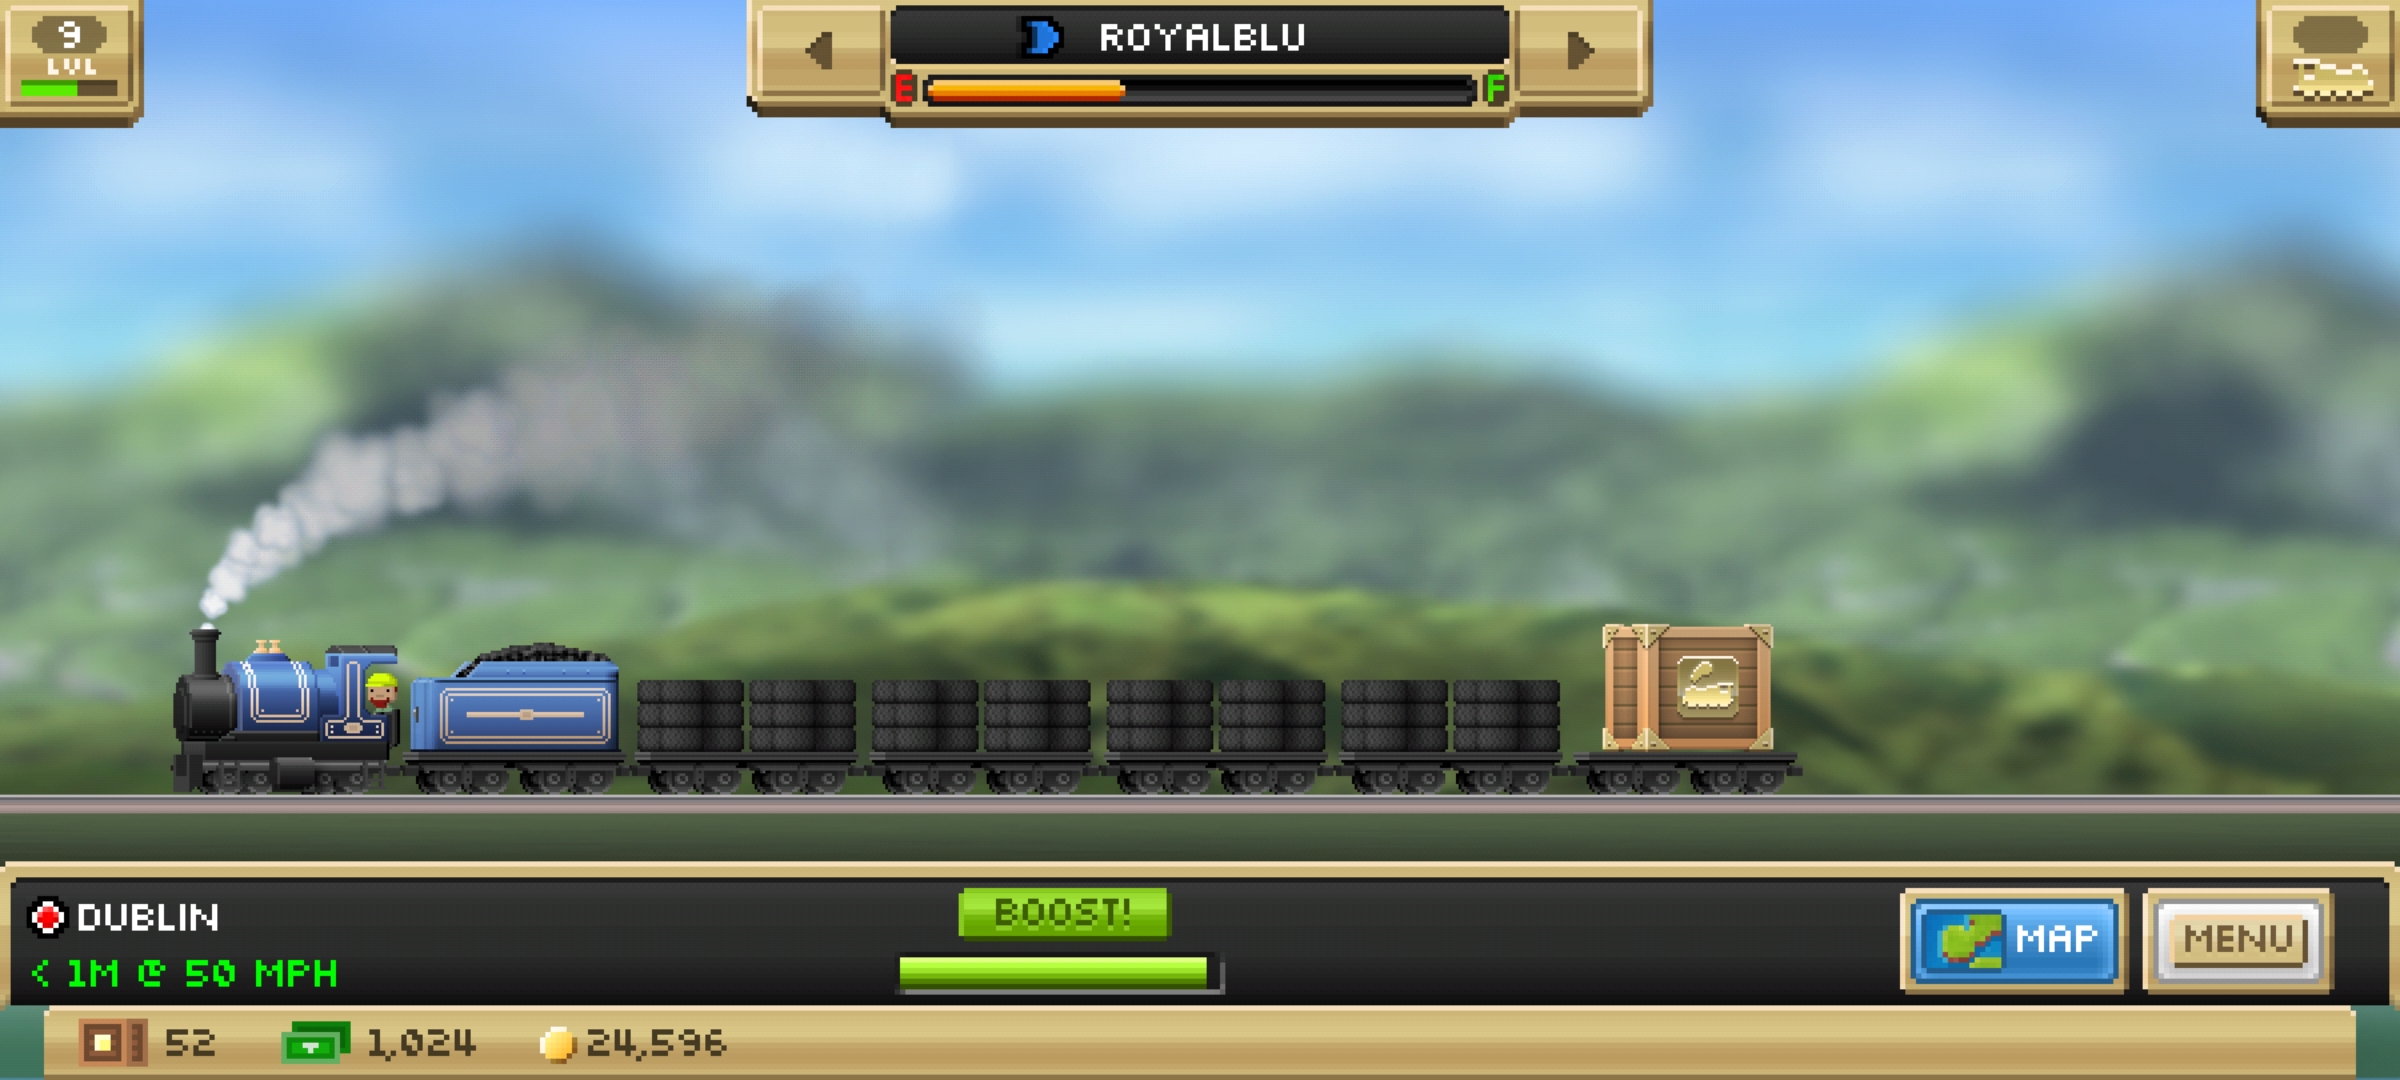 9
LVL
ROYALBLU
E F
DUBLIN
< 1M @ 50 MPH
BOOST!
MAP
MENU
52 1,024 24,596